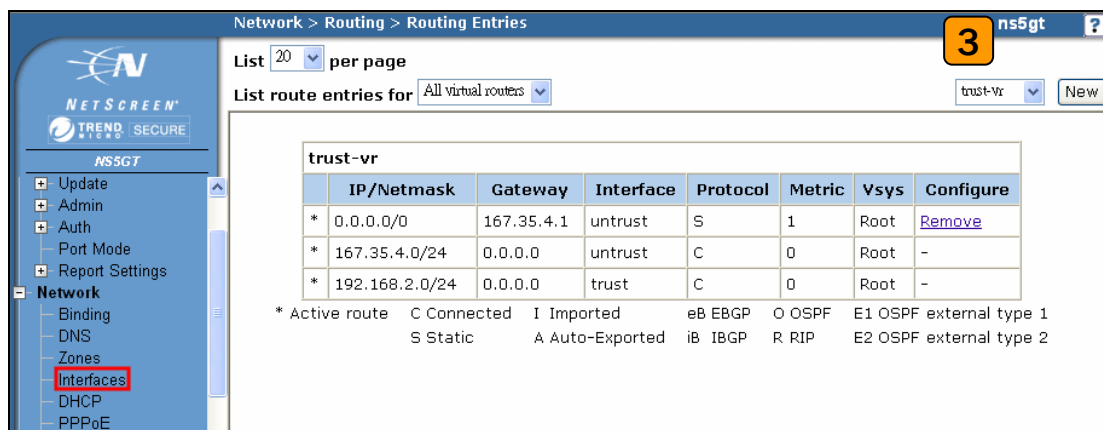 Network > Routing > Routing Entries
ns5gt ?
3
N
NETSCREEN
TREND MICRO SECURE
NS5GT
Update
Admin
Auth
Port Mode
Report Settings
Network
Binding
DNS
Zones
Interfaces
DHCP
PPPoE
List 20 per page
List route entries for All virtual routers
trust-vr New
trust-vr
IP/Netmask Gateway Interface Protocol Metric Vsys Configure
* 0.0.0.0/0 167.35.4.1 untrust S 1 Root Remove
* 167.35.4.0/24 0.0.0.0 untrust C 0 Root -
* 192.168.2.0/24 0.0.0.0 trust C 0 Root -
* Active route C Connected I Imported eB EBGP O OSPF E1 OSPF external type 1
S Static A Auto-Exported iB IBGP R RIP E2 OSPF external type 2